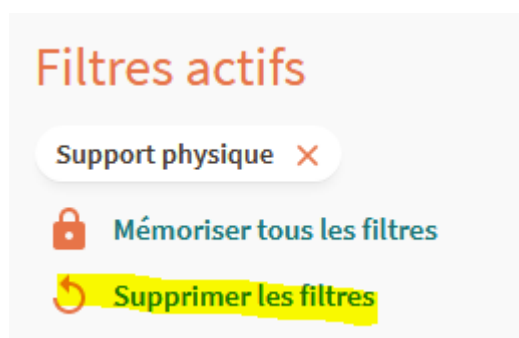 Filtres actifs
Support physique ×
Mémoriser tous les filtres
Supprimer les filtres